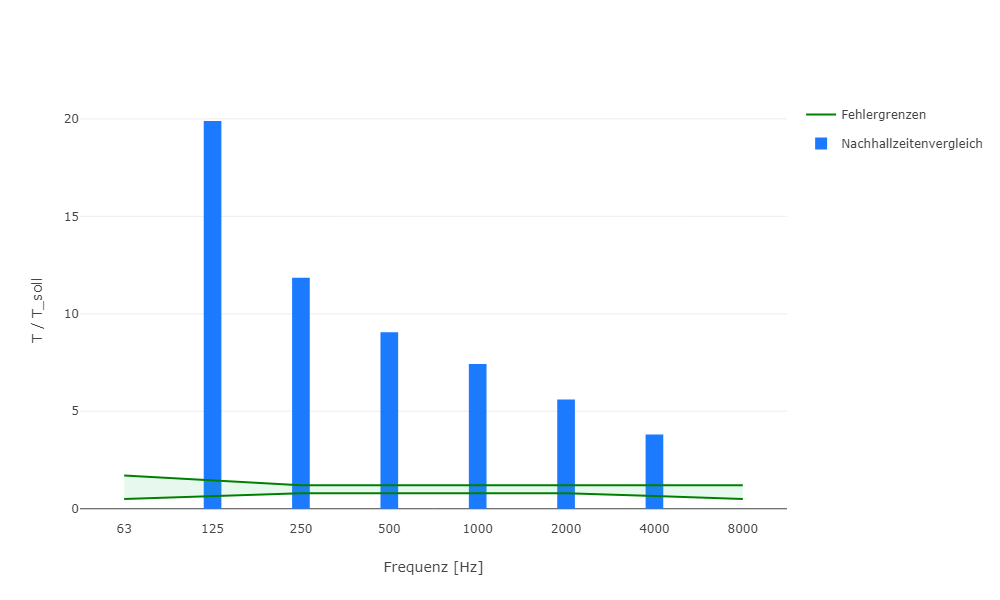 20
15
10
5
0
T / T_soll
63 125 250 500 1000 2000 4000 8000
Frequenz [Hz]
Fehlergrenzen
Nachhallzeitenvergleich